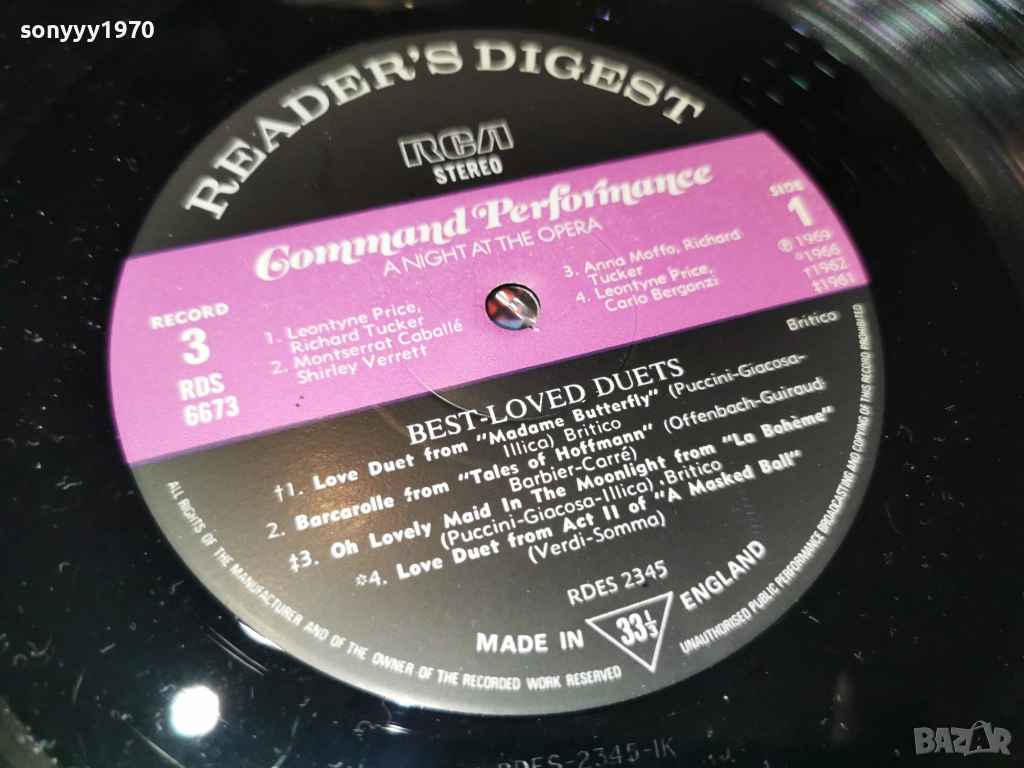 sonyyy1970
READER'S DIGEST
RCA
STEREO
Command Performance
A NIGHT AT THE OPERA
RECORD
3
RDS
6673
1. Leontyne Price,
Richard Tucker
2. Montserrat Caballé
Shirley Verrett
3. Anna Moffo, Richard
Tucker
4. Leontyne Price,
Carlo Bergonzi
SIDE
1
℗ 1969
*1966
†1962
‡1961
Britico
BEST-LOVED DUETS
†1. Love Duet from "Madame Butterfly" (Puccini-Giacosa-
Illica) Britico
2. Barcarolle from "Tales of Hoffmann" (Offenbach-Guiraud-
Barbier-Carré)
‡3. Oh Lovely Maid In The Moonlight from "La Bohème"
(Puccini-Giacosa-Illica) Britico
*4. Love Duet from Act II of "A Masked Ball"
(Verdi-Somma)
RDES 2345
MADE IN
33⅓
ENGLAND
ALL RIGHTS OF THE MANUFACTURER AND OF THE OWNER OF THE RECORDED WORK RESERVED
UNAUTHORISED PUBLIC PERFORMANCE BROADCASTING AND COPYING OF THIS RECORD PROHIBITED
RDES-2345-1K
BAZAR